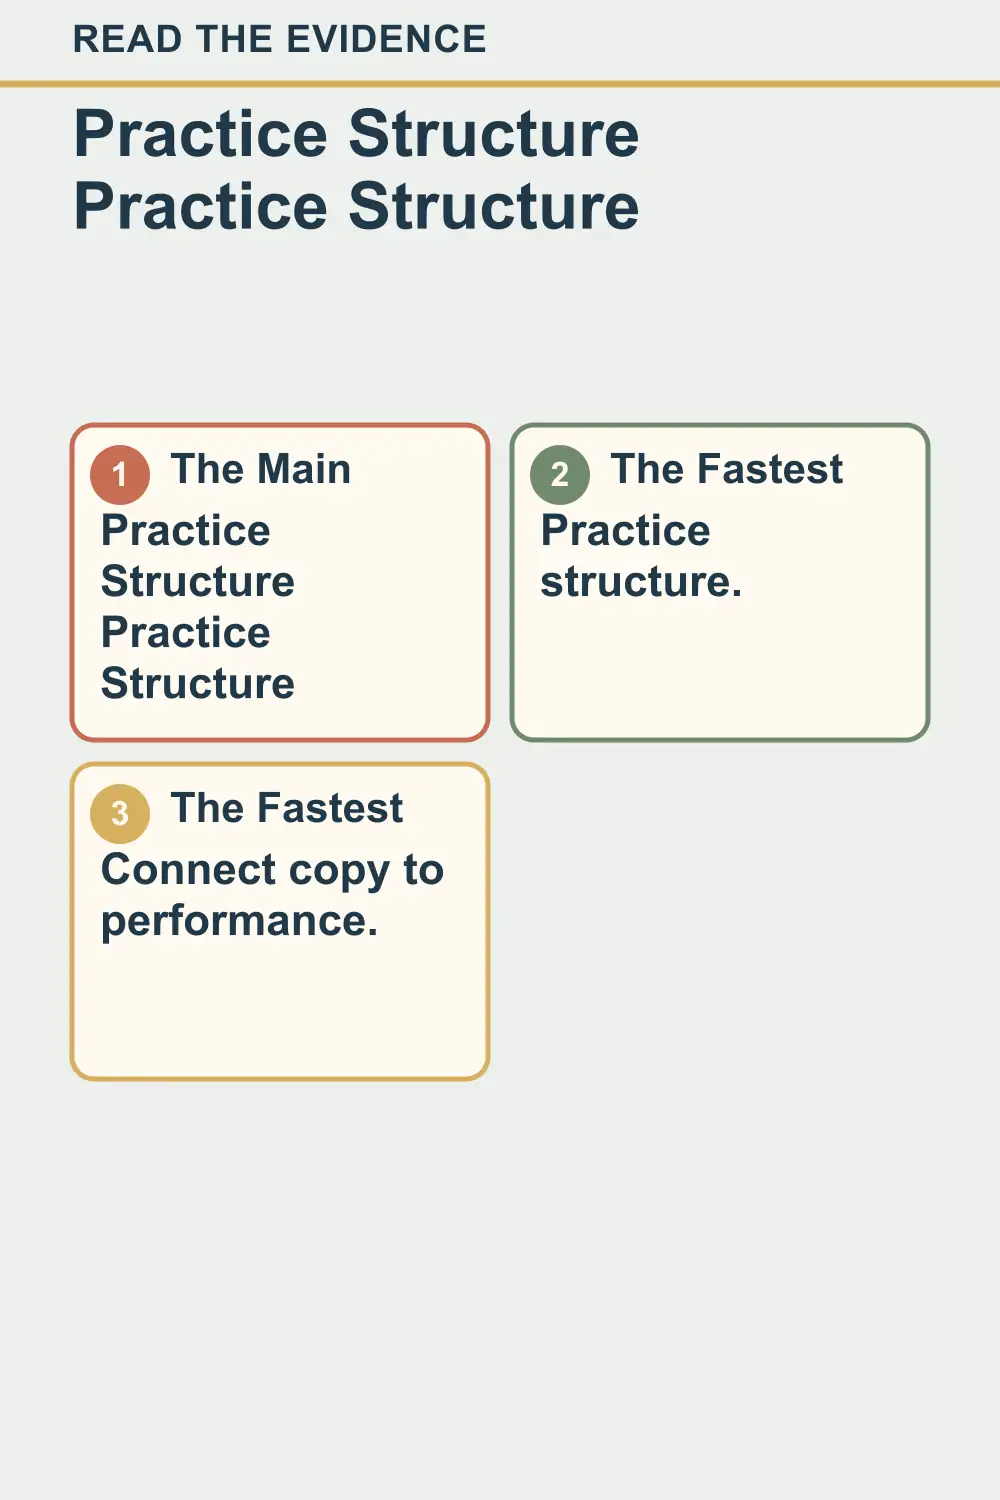 READ THE EVIDENCE
Practice Structure
Practice Structure
1 The Main
Practice
Structure
Practice
Structure
2 The Fastest
Practice
structure.
3 The Fastest
Connect copy to
performance.